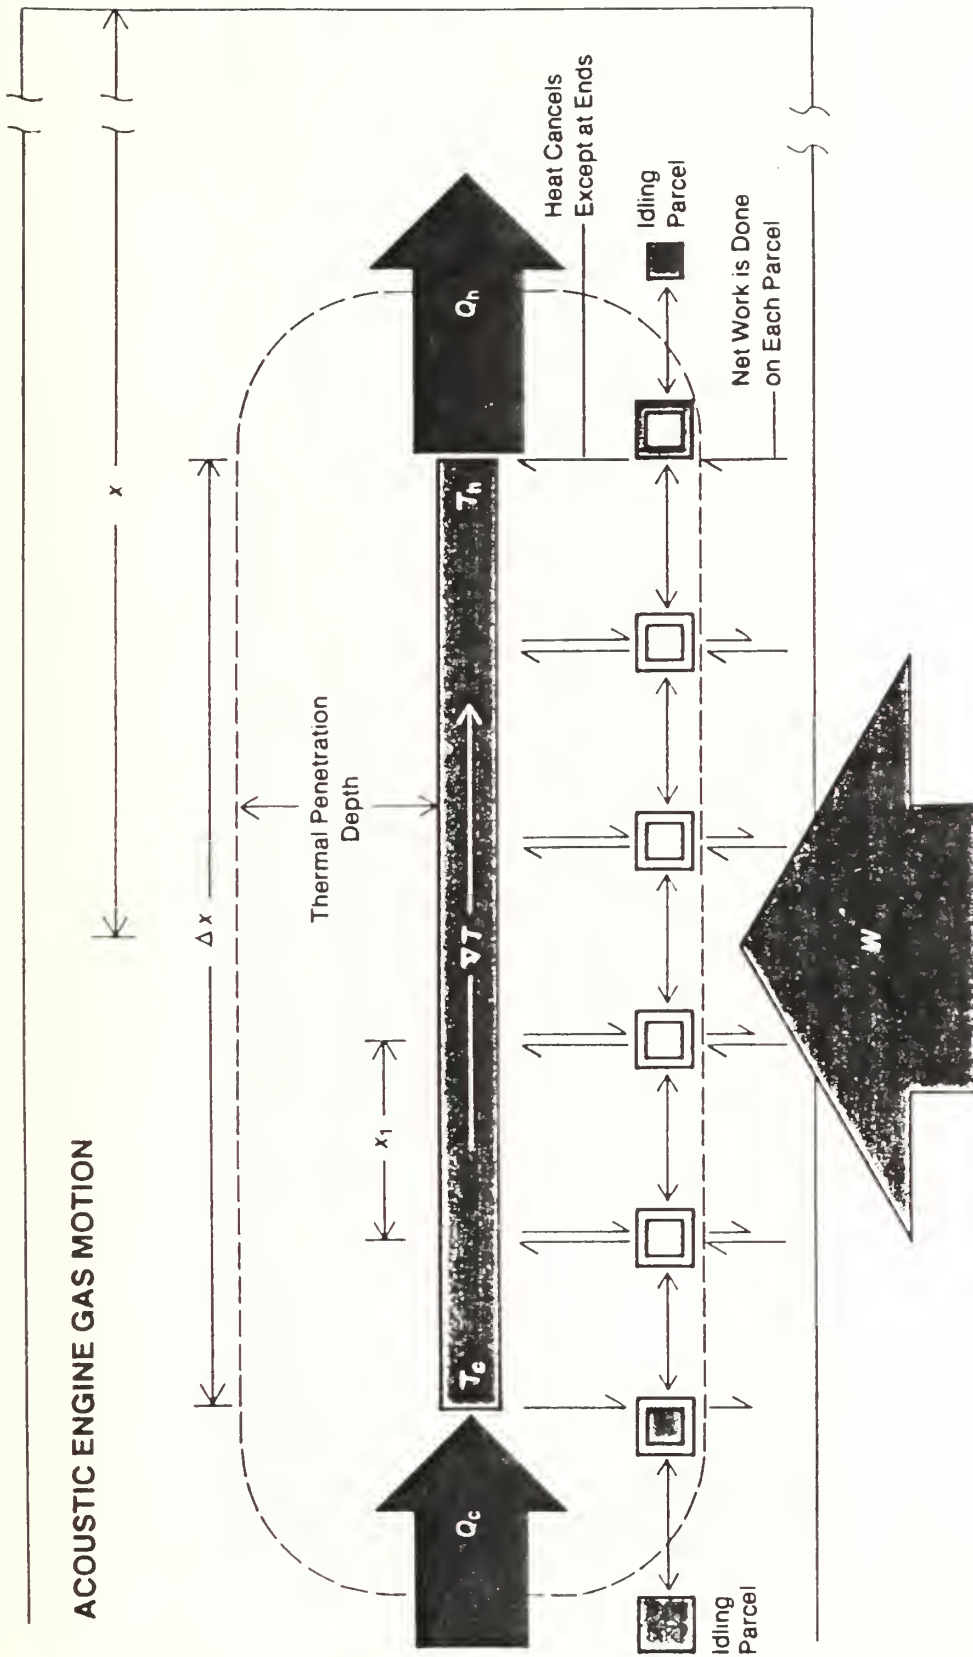 ACOUSTIC ENGINE GAS MOTION
x
Δx
Thermal Penetration
Depth
x₁
Heat Cancels
Except at Ends
Q_c
T_c
∇T
T_h
Q_h
Idling
Parcel
Idling
Parcel
Net Work is Done
on Each Parcel
W